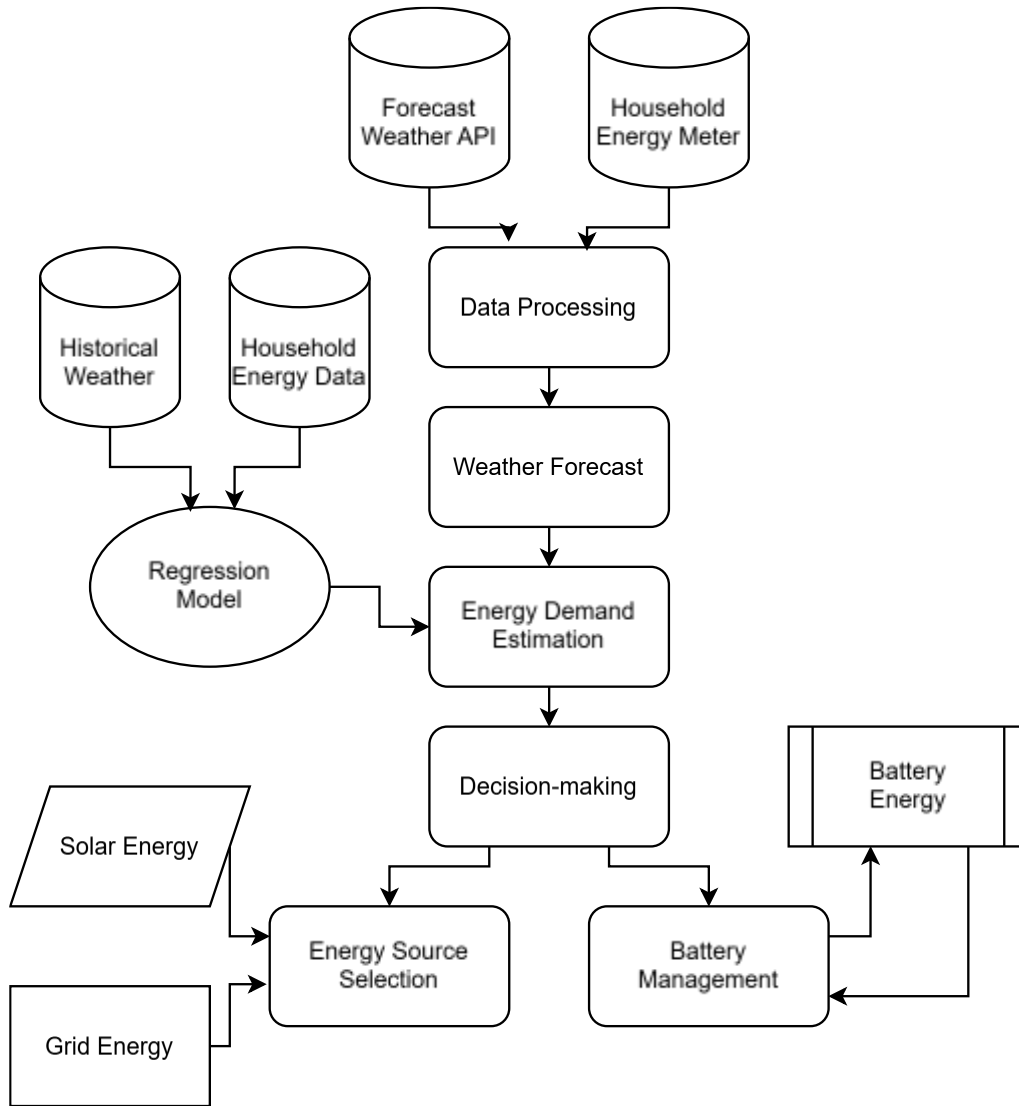 Forecast
Weather API
Household
Energy Meter
Data Processing
Historical
Weather
Household
Energy Data
Weather Forecast
Regression
Model
Energy Demand
Estimation
Decision-making
Battery
Energy
Solar Energy
Energy Source
Selection
Battery
Management
Grid Energy